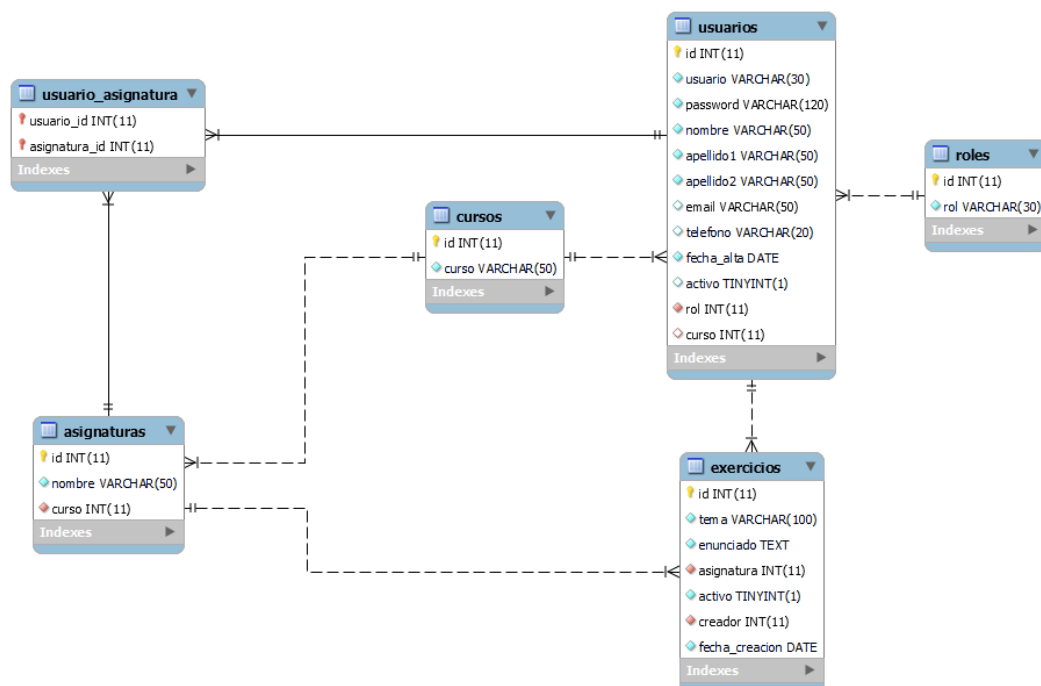 usuarios
id INT(11)
usuario VARCHAR(30)
password VARCHAR(120)
nombre VARCHAR(50)
apellido1 VARCHAR(50)
apellido2 VARCHAR(50)
email VARCHAR(50)
telefono VARCHAR(20)
fecha_alta DATE
activo TINYINT(1)
rol INT(11)
curso INT(11)
Indexes
usuario_asignatura
usuario_id INT(11)
asignatura_id INT(11)
Indexes
roles
id INT(11)
rol VARCHAR(30)
Indexes
cursos
id INT(11)
curso VARCHAR(50)
Indexes
asignaturas
id INT(11)
nombre VARCHAR(50)
curso INT(11)
Indexes
exercicios
id INT(11)
tema VARCHAR(100)
enunciado TEXT
asignatura INT(11)
activo TINYINT(1)
creador INT(11)
fecha_creacion DATE
Indexes